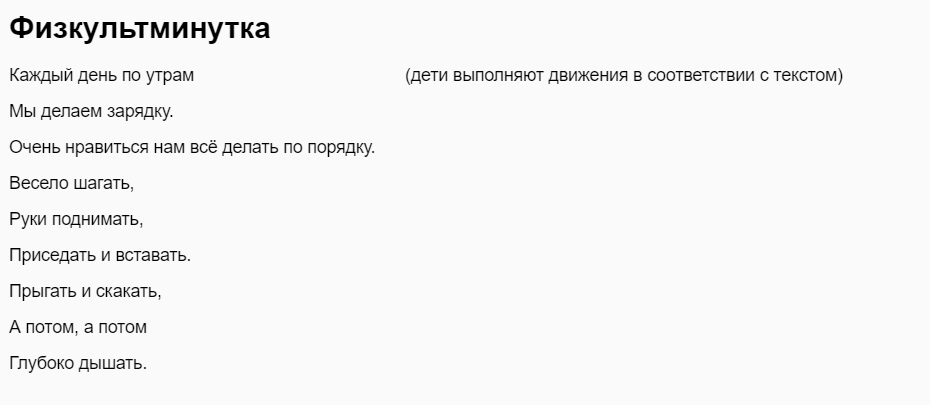 Физкультминутка
Каждый день по утрам (дети выполняют движения в соответствии с текстом)
Мы делаем зарядку.
Очень нравиться нам всё делать по порядку.
Весело шагать,
Руки поднимать,
Приседать и вставать.
Прыгать и скакать,
А потом, а потом
Глубоко дышать.